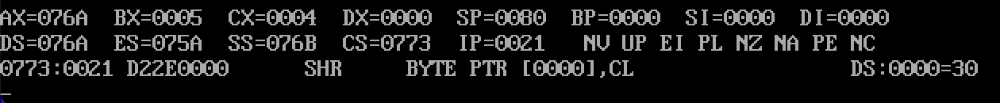 AX=076A  BX=0005  CX=0004  DX=0000  SP=0080  BP=0000  SI=0000  DI=0000
DS=076A  ES=075A  SS=076B  CS=0773  IP=0021   NV UP EI PL NZ NA PE NC
0773:0021 D22E0000      SHR     BYTE PTR [0000],CL                 DS:0000=30
_